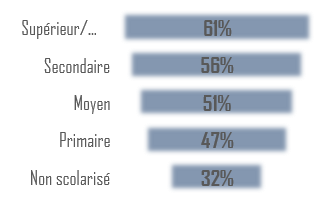 Supérieur/... 61%
Secondaire 56%
Moyen 51%
Primaire 47%
Non scolarisé 32%